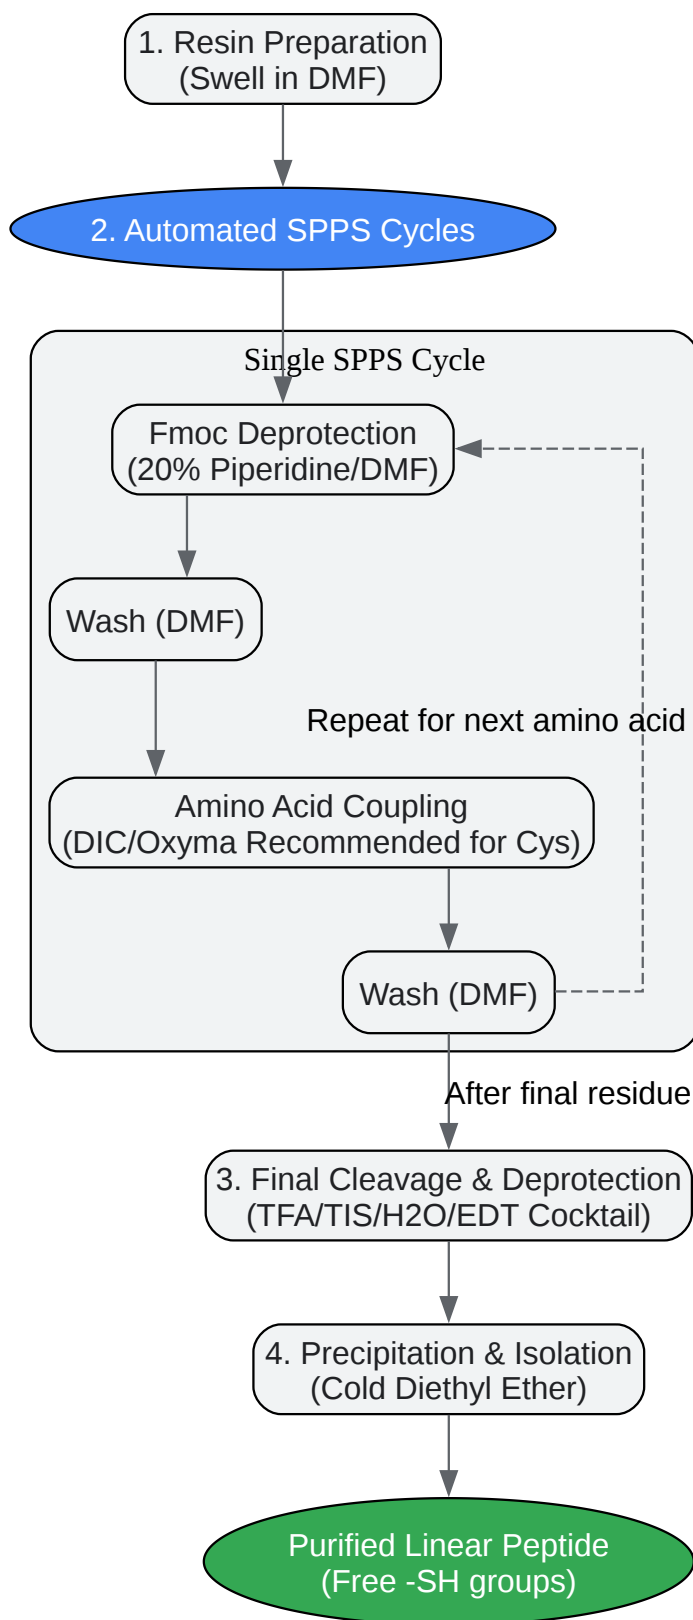 1. Resin Preparation
(Swell in DMF)
2. Automated SPPS Cycles
Single SPPS Cycle
Fmoc Deprotection
(20% Piperidine/DMF)
Wash (DMF)
Repeat for next amino acid
Amino Acid Coupling
(DIC/Oxyma Recommended for Cys)
Wash (DMF)
After final residue
3. Final Cleavage & Deprotection
(TFA/TIS/H2O/EDT Cocktail)
4. Precipitation & Isolation
(Cold Diethyl Ether)
Purified Linear Peptide
(Free -SH groups)